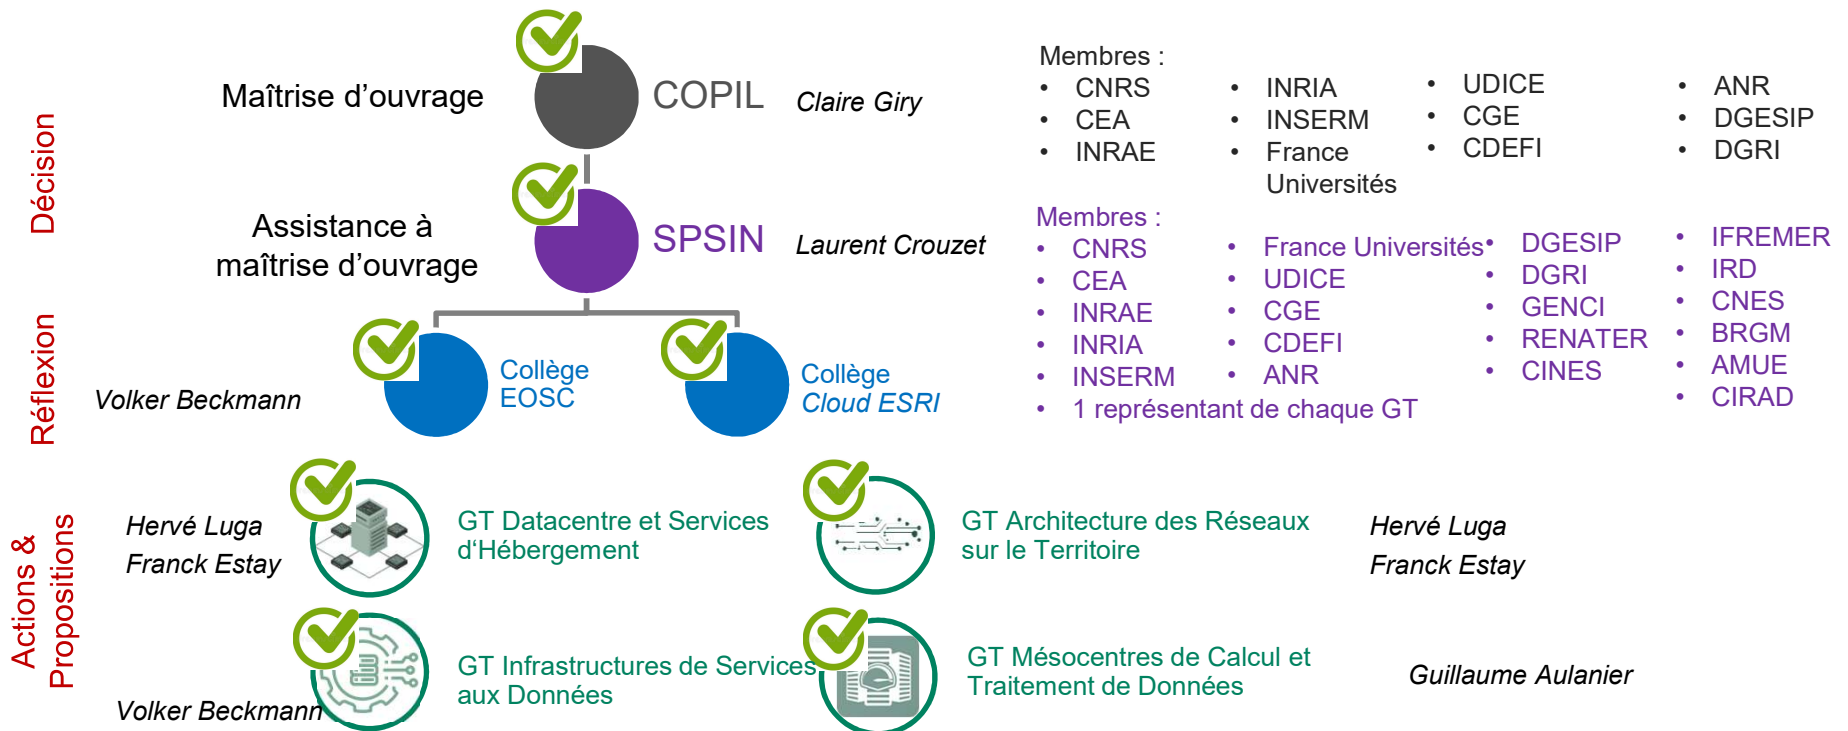 Décision
Maîtrise d'ouvrage
COPIL
Claire Giry
Membres :
• CNRS
• CEA
• INRAE
• INRIA
• INSERM
• France
Universités
• UDICE
• CGE
• CDEFI
• ANR
• DGESIP
• DGRI
Assistance à
maîtrise d'ouvrage
SPSIN
Laurent Crouzet
Membres :
• CNRS
• CEA
• INRAE
• INRIA
• INSERM
• 1 représentant de chaque GT
• France Universités
• UDICE
• CGE
• CDEFI
• ANR
• DGESIP
• DGRI
• GENCI
• RENATER
• CINES
• IFREMER
• IRD
• CNES
• BRGM
• AMUE
• CIRAD
Réflexion
Volker Beckmann
Collège
EOSC
Collège
Cloud ESRI
Actions &
Propositions
Hervé Luga
Franck Estay
GT Datacentre et Services
d‘Hébergement
GT Architecture des Réseaux
sur le Territoire
Hervé Luga
Franck Estay
Volker Beckmann
GT Infrastructures de Services
aux Données
GT Mésocentres de Calcul et
Traitement de Données
Guillaume Aulanier